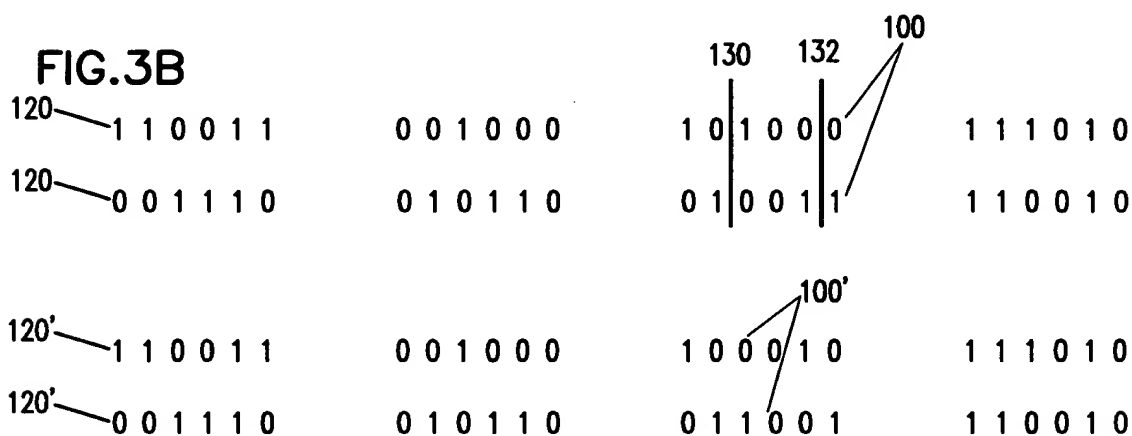 100
130 132
FIG.3B
120 1 1 0 0 1 1 0 0 1 0 0 0 1 0 1 0 0 0 1 1 1 0 1 0
120 0 0 1 1 1 0 0 1 0 1 1 0 0 1 0 0 1 1 1 1 0 0 1 0
100'
120' 1 1 0 0 1 1 0 0 1 0 0 0 1 0 0 0 1 0 1 1 1 0 1 0
120' 0 0 1 1 1 0 0 1 0 1 1 0 0 1 1 0 0 1 1 1 0 0 1 0